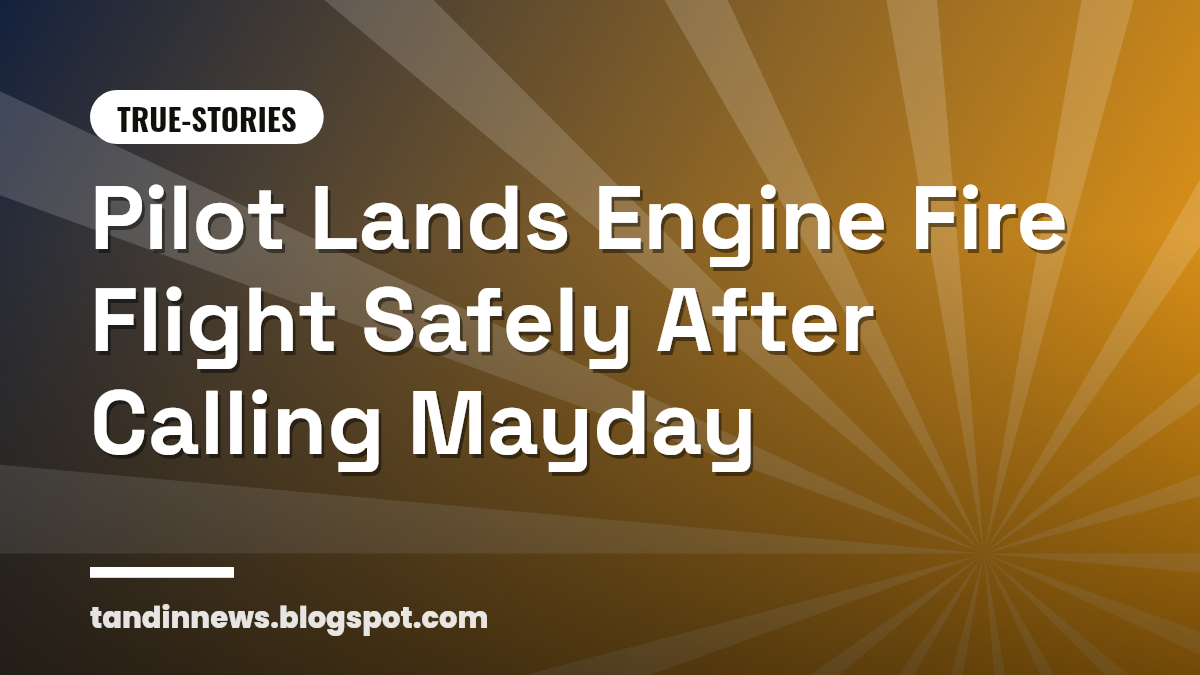 TRUE-STORIES
Pilot Lands Engine Fire
Flight Safely After
Calling Mayday
tandinnews.blogspot.com